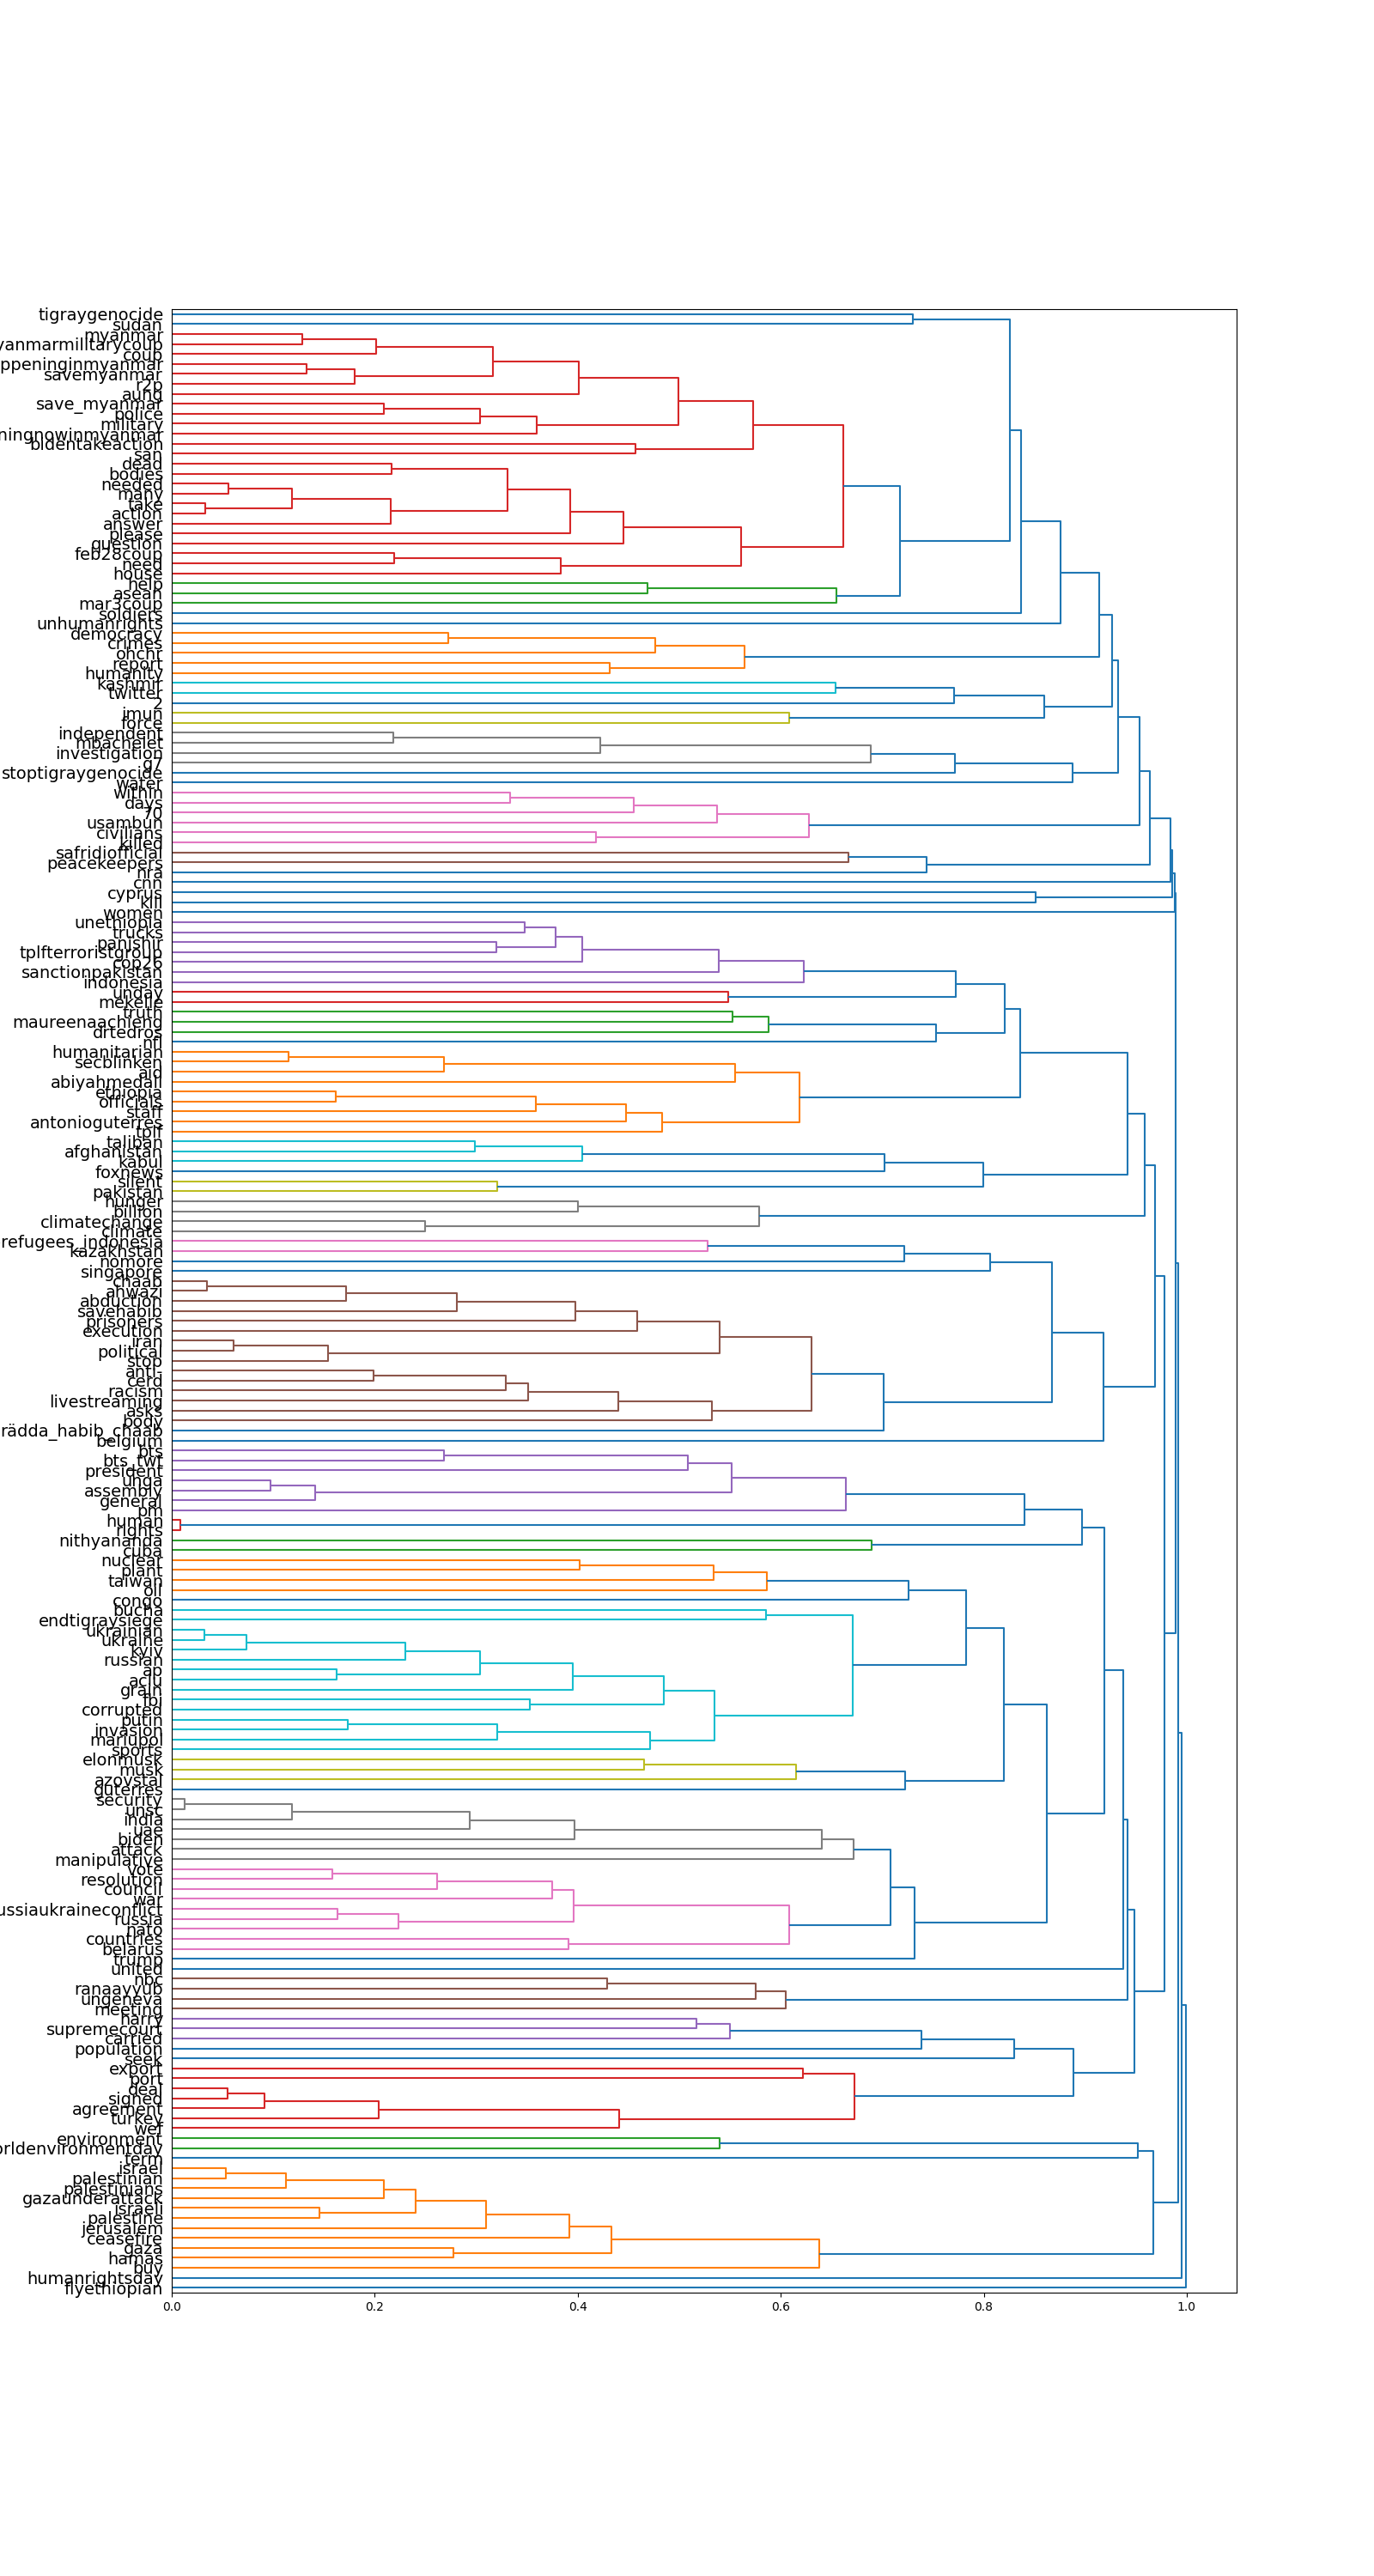 tigraygenocide
sudan
myanmar
yanmarmilitarycoup
coup
ppeninginmyanmar
savemyanmar
r2p
aung
save_myanmar
police
military
ningnowinmyanmar
bidentakeaction
san
dead
bodies
needed
many
take
action
answer
please
question
feb28coup
need
house
help
asean
mar3coup
soldiers
unhumanrights
democracy
crimes
ohchr
report
humanity
kashmir
twitter
2
imun
force
independent
mbachelet
investigation
g7
stoptigraygenocide
water
within
days
70
usambun
civilians
killed
safridiofficial
peacekeepers
nra
cnn
cyprus
kill
women
unethiopia
trucks
panjshir
tplfterroristgroup
cop26
sanctionpakistan
indonesia
unday
mekelle
truth
maureenaachieng
drtedros
nfl
humanitarian
secblinken
aid
abiyahmedali
ethiopia
officials
staff
antonioguterres
tplf
taliban
afghanistan
kabul
foxnews
silent
pakistan
hunger
billion
climatechange
climate
refugees_indonesia
kazakhstan
nomore
singapore
chaab
ahwazi
abduction
savehabib
prisoners
execution
iran
political
stop
anti-
cerd
racism
livestreaming
asks
body
rädda_habib_chaab
belgium
bts
bts_twt
president
unga
assembly
general
pm
human
rights
nithyananda
cuba
nuclear
plant
taiwan
oil
congo
bucha
endtigraysiege
ukrainian
ukraine
kyiv
russian
ap
aclu
grain
fbi
corrupted
putin
invasion
mariupol
sports
elonmusk
musk
azovstal
guterres
security
unsc
india
uae
biden
attack
manipulative
vote
resolution
council
war
ussiaukraineconflict
russia
nato
countries
belarus
trump
united
nbc
ranaayyub
ungeneva
meeting
harry
supremecourt
carried
population
seek
export
port
deal
signed
agreement
turkey
wef
environment
orldenvironmentday
term
israel
palestinian
palestinians
gazaunderattack
israeli
palestine
jerusalem
ceasefire
gaza
hamas
buy
humanrightsday
flyethiopian
0.0 0.2 0.4 0.6 0.8 1.0